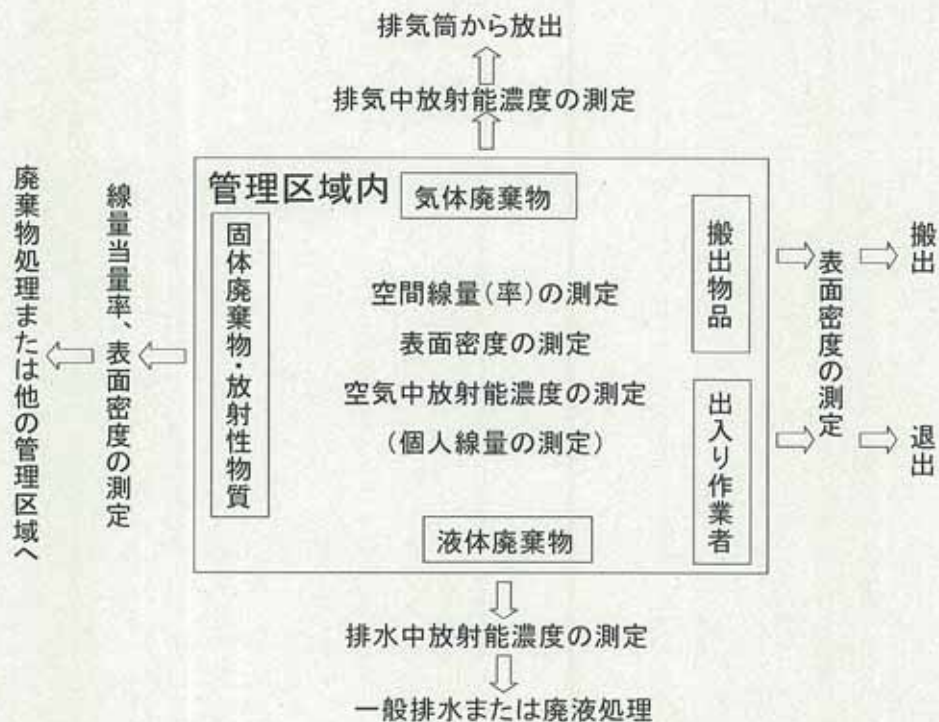 排気筒から放出
排気中放射能濃度の測定
管理区域内
気体廃棄物
固体廃棄物・放射性物質
線量当量率、表面密度の測定
廃棄物処理または他の管理区域へ
空間線量(率)の測定
表面密度の測定
空気中放射能濃度の測定
(個人線量の測定)
搬出物品
出入り作業者
表面密度の測定
搬出
退出
液体廃棄物
排水中放射能濃度の測定
一般排水または廃液処理